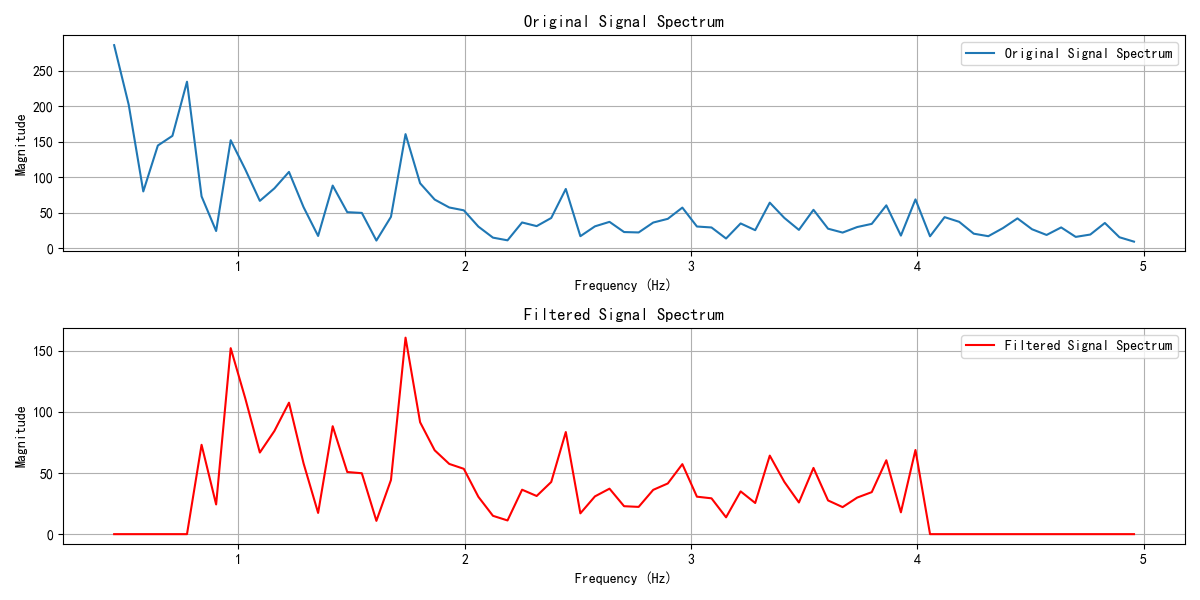 Original Signal Spectrum
Original Signal Spectrum
Magnitude
250
200
150
100
50
0
1
2
3
4
5
Frequency (Hz)
Filtered Signal Spectrum
Filtered Signal Spectrum
Magnitude
150
100
50
0
1
2
3
4
5
Frequency (Hz)